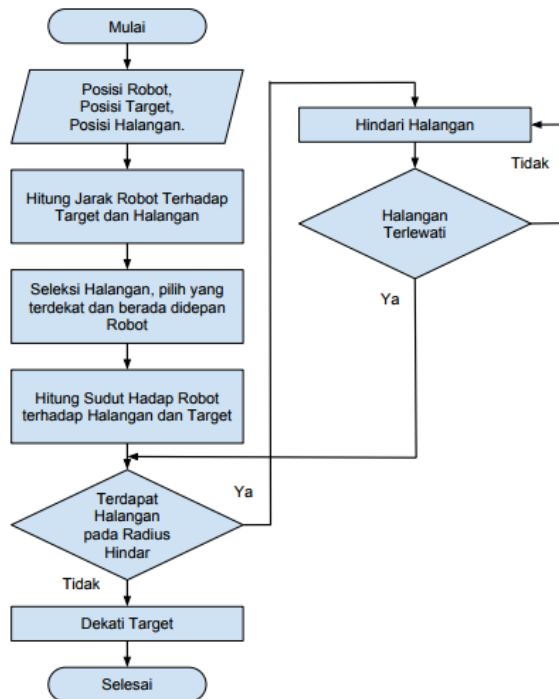 Mulai
Posisi Robot,
Posisi Target,
Posisi Halangan.
Hitung Jarak Robot Terhadap
Target dan Halangan
Seleksi Halangan, pilih yang
terdekat dan berada didepan
Robot
Hitung Sudut Hadap Robot
terhadap Halangan dan Target
Terdapat
Halangan
pada Radius
Hindar
Ya
Tidak
Dekati Target
Selesai
Hindari Halangan
Tidak
Halangan
Terlewati
Ya